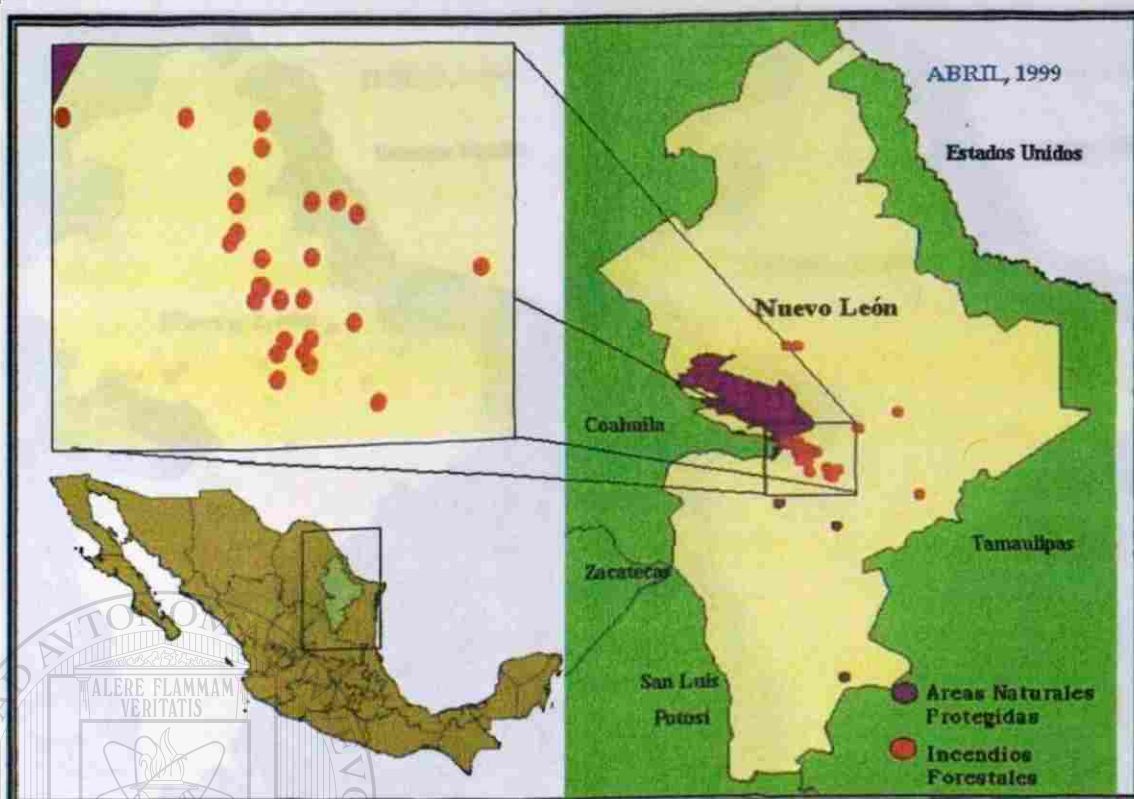 ABRIL, 1999
Estados Unidos
Nuevo León
Coahuila
Tamaulipas
Zacatecas
San Luis
Potosí
Areas Naturales
Protegidas
Incendios
Forestales
ALERE FLAMMAM
VERITATIS